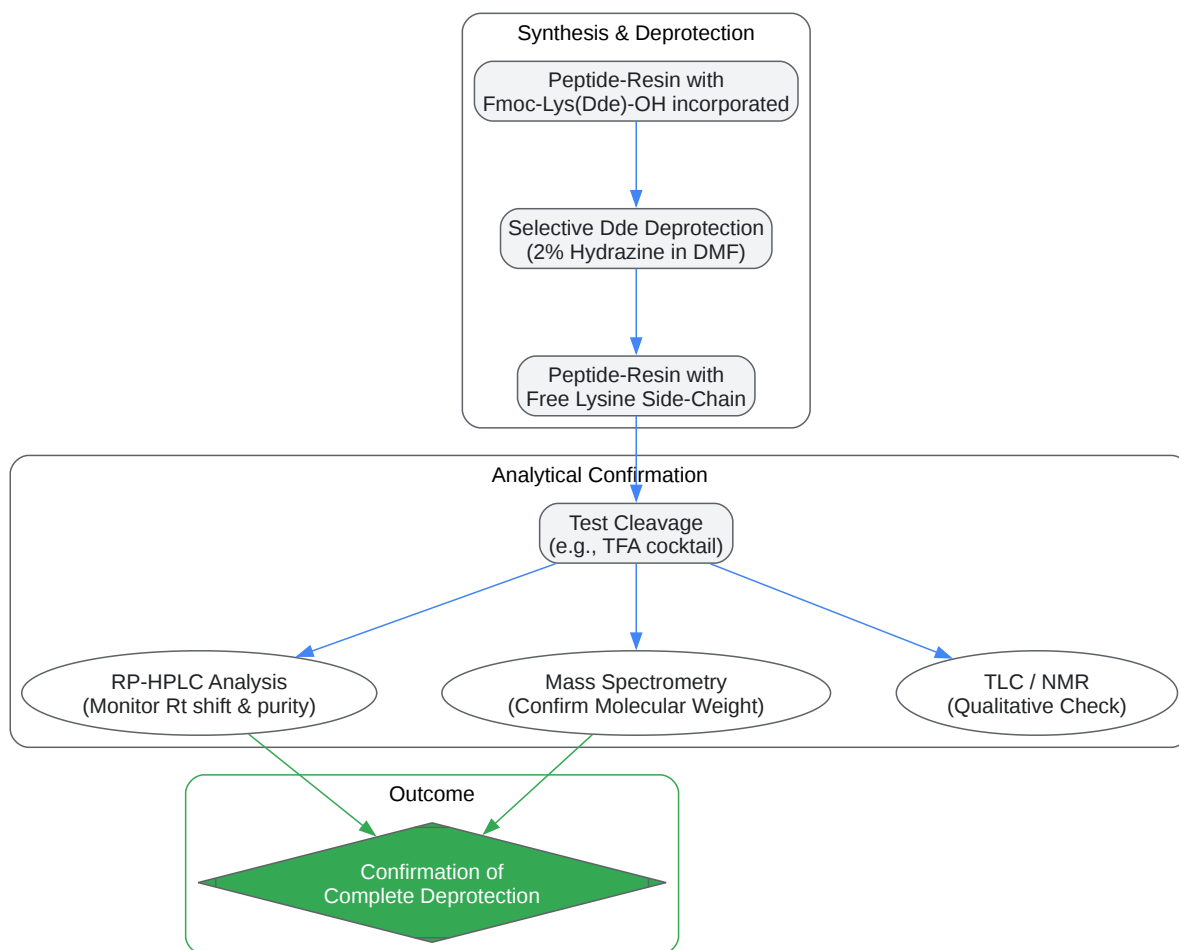 Synthesis & Deprotection
Peptide-Resin with
Fmoc-Lys(Dde)-OH incorporated
Selective Dde Deprotection
(2% Hydrazine in DMF)
Peptide-Resin with
Free Lysine Side-Chain
Analytical Confirmation
Test Cleavage
(e.g., TFA cocktail)
RP-HPLC Analysis
(Monitor Rt shift & purity)
Mass Spectrometry
(Confirm Molecular Weight)
TLC / NMR
(Qualitative Check)
Outcome
Confirmation of
Complete Deprotection